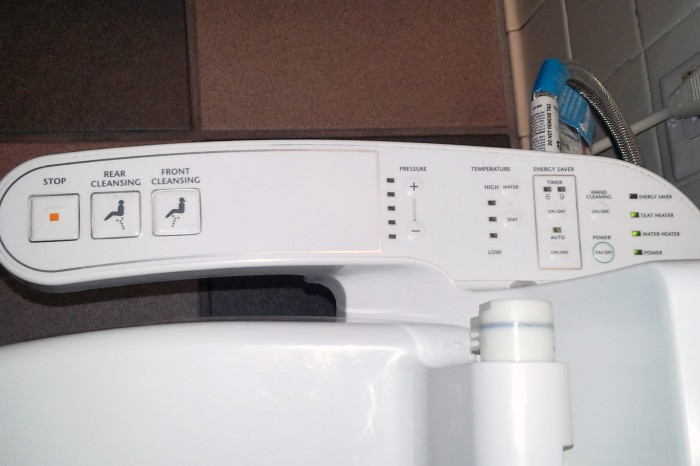 STOP
REAR
CLEANSING
FRONT
CLEANSING
PRESSURE
+
−
TEMPERATURE
HIGH WATER
SEAT
LOW
ENERGY SAVER
TIMER
6 9
ON/OFF
AUTO
ON/OFF
WAND
CLEANING
ON/OFF
POWER
ON/OFF
ENERGY SAVER
SEAT HEATER
WATER HEATER
POWER
DO NOT REMOVE TAG